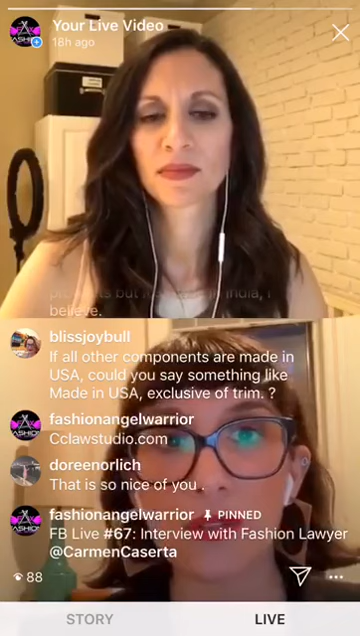 Your Live Video
18h ago
believe.
blissjoybull
If all other components are made in
USA, could you say something like
Made in USA, exclusive of trim. ?
fashionangelwarrior
Cclawstudio.com
doreenorlich
That is so nice of you .
fashionangelwarrior PINNED
FB Live #67: Interview with Fashion Lawyer
@CarmenCaserta
88
STORY
LIVE